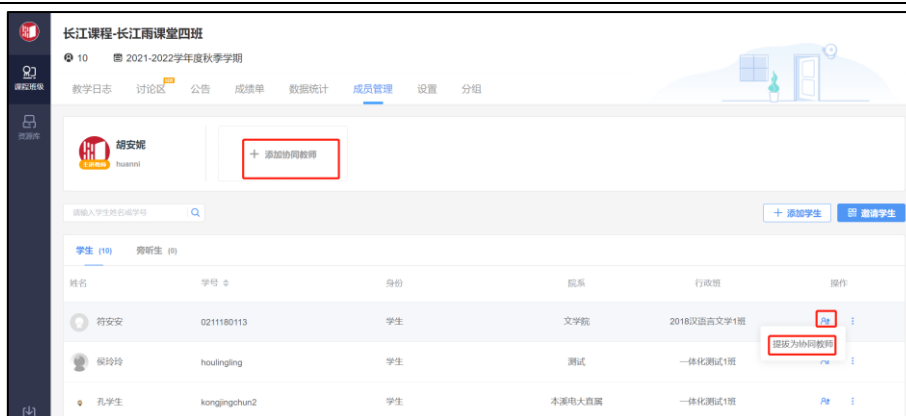 长江课程-长江雨课堂四班
10 2021-2022学年度秋季学期
课程班级
教学日志 讨论区 公告 成绩单 数据统计 成员管理 设置 分组
资源库
胡安妮
主讲教师 huanni
+ 添加协同教师
请输入学生姓名或学号
+ 添加学生 邀请学生
学生 (10) 旁听生 (0)
姓名 学号 身份 院系 行政班 操作
符安安 0211180113 学生 文学院 2018汉语言文学1班
提拔为协同教师
侯玲玲 houlingling 学生 测试 一体化测试1班
孔学生 kongjingchun2 学生 本溪电大直属 一体化测试1班